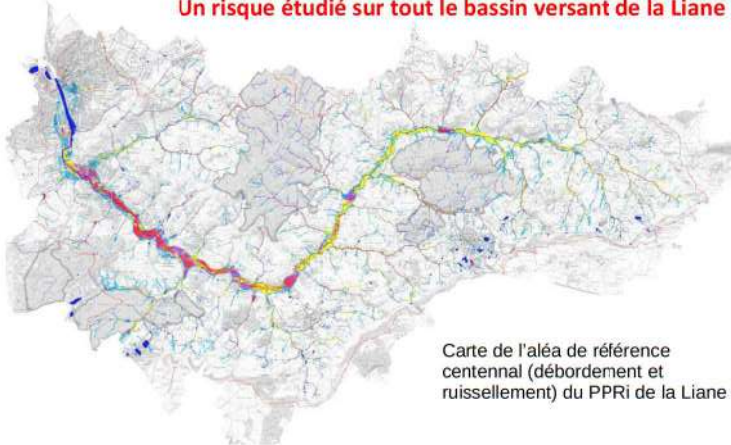 Un risque étudié sur tout le bassin versant de la Liane
Carte de l'aléa de référence
centennal (débordement et
ruissellement) du PPRi de la Liane